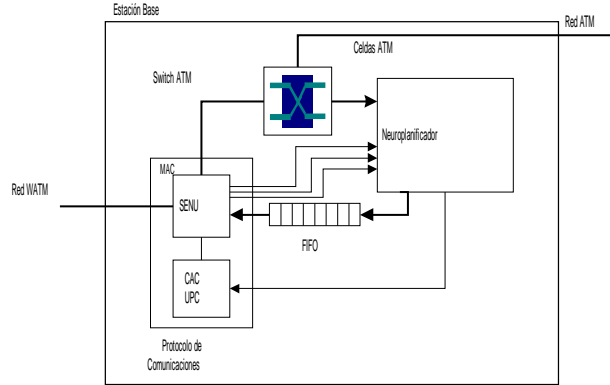 Estación Base
Red ATM
Celdas ATM
Switch ATM
Neuroplanificador
MAC
Red WATM
SENU
FIFO
CAC
UPC
Protocolo de
Comunicaciones